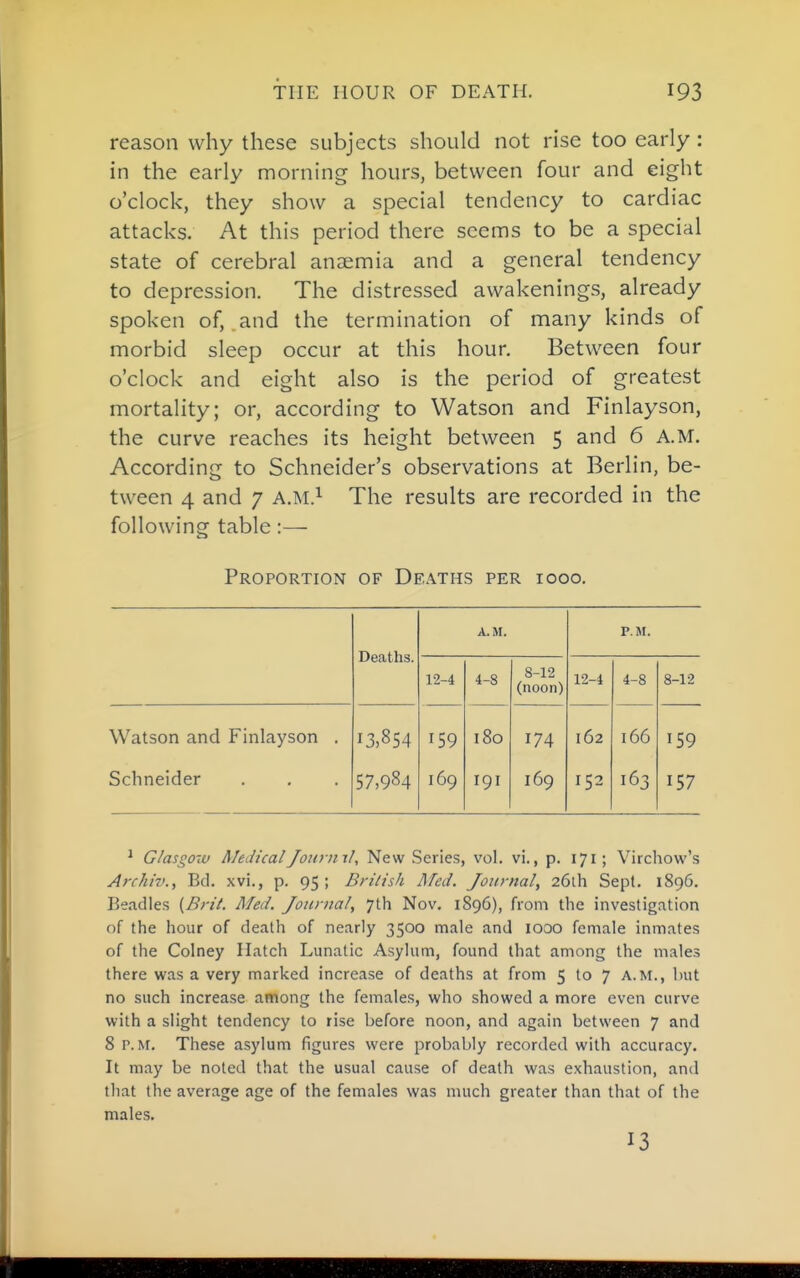 THE HOUR OF DEATH. 193
reason why these subjects should not rise too early :
in the early morning hours, between four and eight
o'clock, they show a special tendency to cardiac
attacks. At this period there seems to be a special
state of cerebral anæmia and a general tendency
to depression. The distressed awakenings, already
spoken of, and the termination of many kinds of
morbid sleep occur at this hour. Between four
o'clock and eight also is the period of greatest
mortality; or, according to Watson and Finlayson,
the curve reaches its height between 5 and 6 A.M.
According to Schneider's observations at Berlin, be-
tween 4 and 7 A.M.¹ The results are recorded in the
following table :—
PROPORTION OF DEATHS PER 1000.
Deaths. A.M. P.M.
12-4 4-8 8-12 (noon) 12-4 4-8 8-12
Watson and Finlayson . 13,854 159 180 174 162 166 159
Schneider . . . 57,984 169 191 169 152 163 157
¹ Glasgow Medical Journal, New Series, vol. vi., p. 171; Virchow's
Archiv., Bd. xvi., p. 95; British Med. Journal, 26th Sept. 1896.
Beadles (Brit. Med. Journal, 7th Nov. 1896), from the investigation
of the hour of death of nearly 3500 male and 1000 female inmates
of the Colney Hatch Lunatic Asylum, found that among the males
there was a very marked increase of deaths at from 5 to 7 A.M., but
no such increase among the females, who showed a more even curve
with a slight tendency to rise before noon, and again between 7 and
8 P.M. These asylum figures were probably recorded with accuracy.
It may be noted that the usual cause of death was exhaustion, and
that the average age of the females was much greater than that of the
males.
13